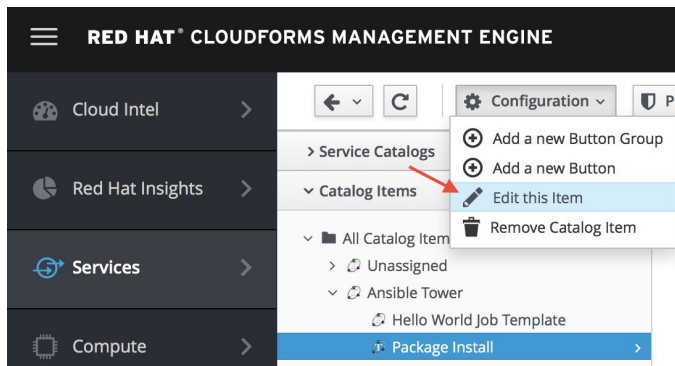 RED HAT® CLOUDFORMS MANAGEMENT ENGINE
Cloud Intel
Red Hat Insights
Services
Compute
Configuration
P
Add a new Button Group
Add a new Button
Edit this Item
Remove Catalog Item
Service Catalogs
Catalog Items
All Catalog Item
Unassigned
Ansible Tower
Hello World Job Template
Package Install